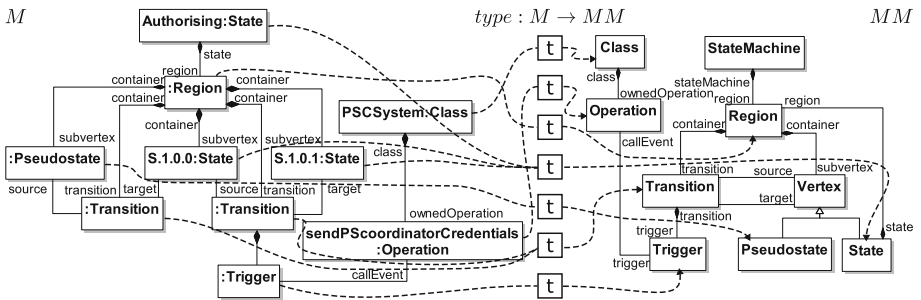 M
type : M → MM
MM
Authorising:State
t
Class
StateMachine
state
region
class
stateMachine
container
:Region
container
t
ownedOperation
region
region
container
container
PSCSystem:Class
Operation
Region
container
t
callEvent
container
container
subvertex
subvertex
subvertex
class
:Pseudostate
S.1.0.0:State
S.1.0.1:State
t
transition
source
subvertex
source
transition
target
source
transition
target
Transition
Vertex
target
:Transition
:Transition
ownedOperation
t
transition
sendPScoordinatorCredentials
:Operation
trigger
state
t
Trigger
Pseudostate
State
callEvent
trigger
:Trigger
t